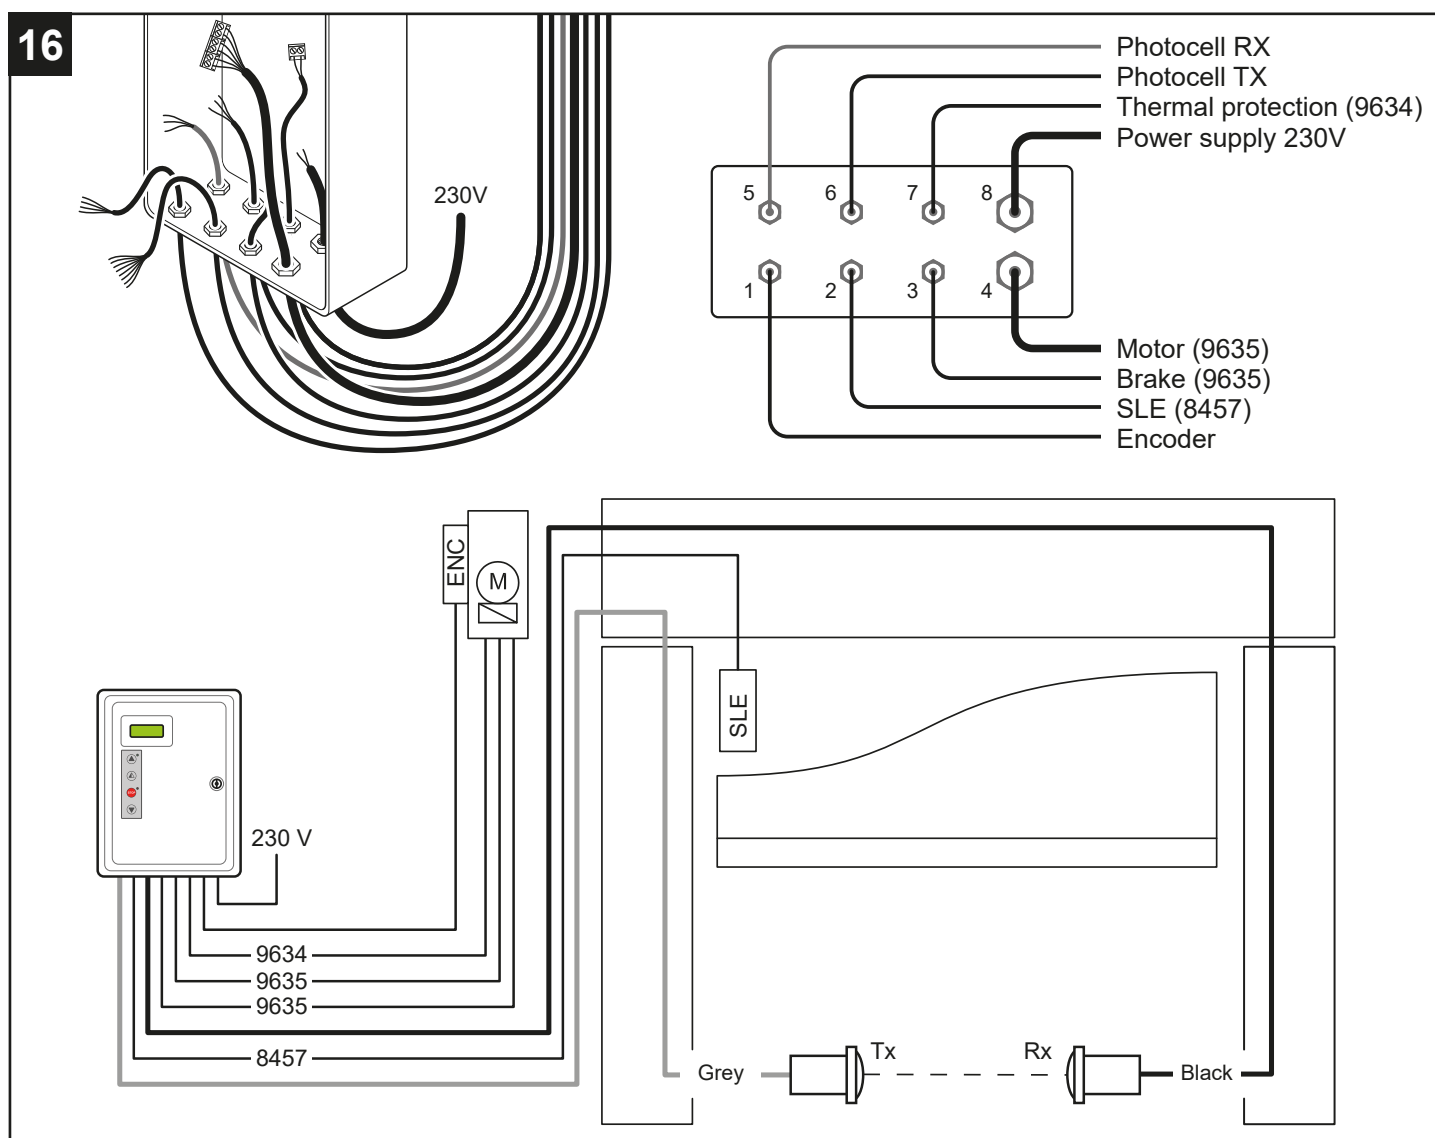 16
230V
Photocell RX
Photocell TX
Thermal protection (9634)
Power supply 230V
5 6 7 8
1 2 3 4
Motor (9635)
Brake (9635)
SLE (8457)
Encoder
ENC
M
SLE
STOP
230 V
9634
9635
9635
8457
Grey
Tx
Rx
Black